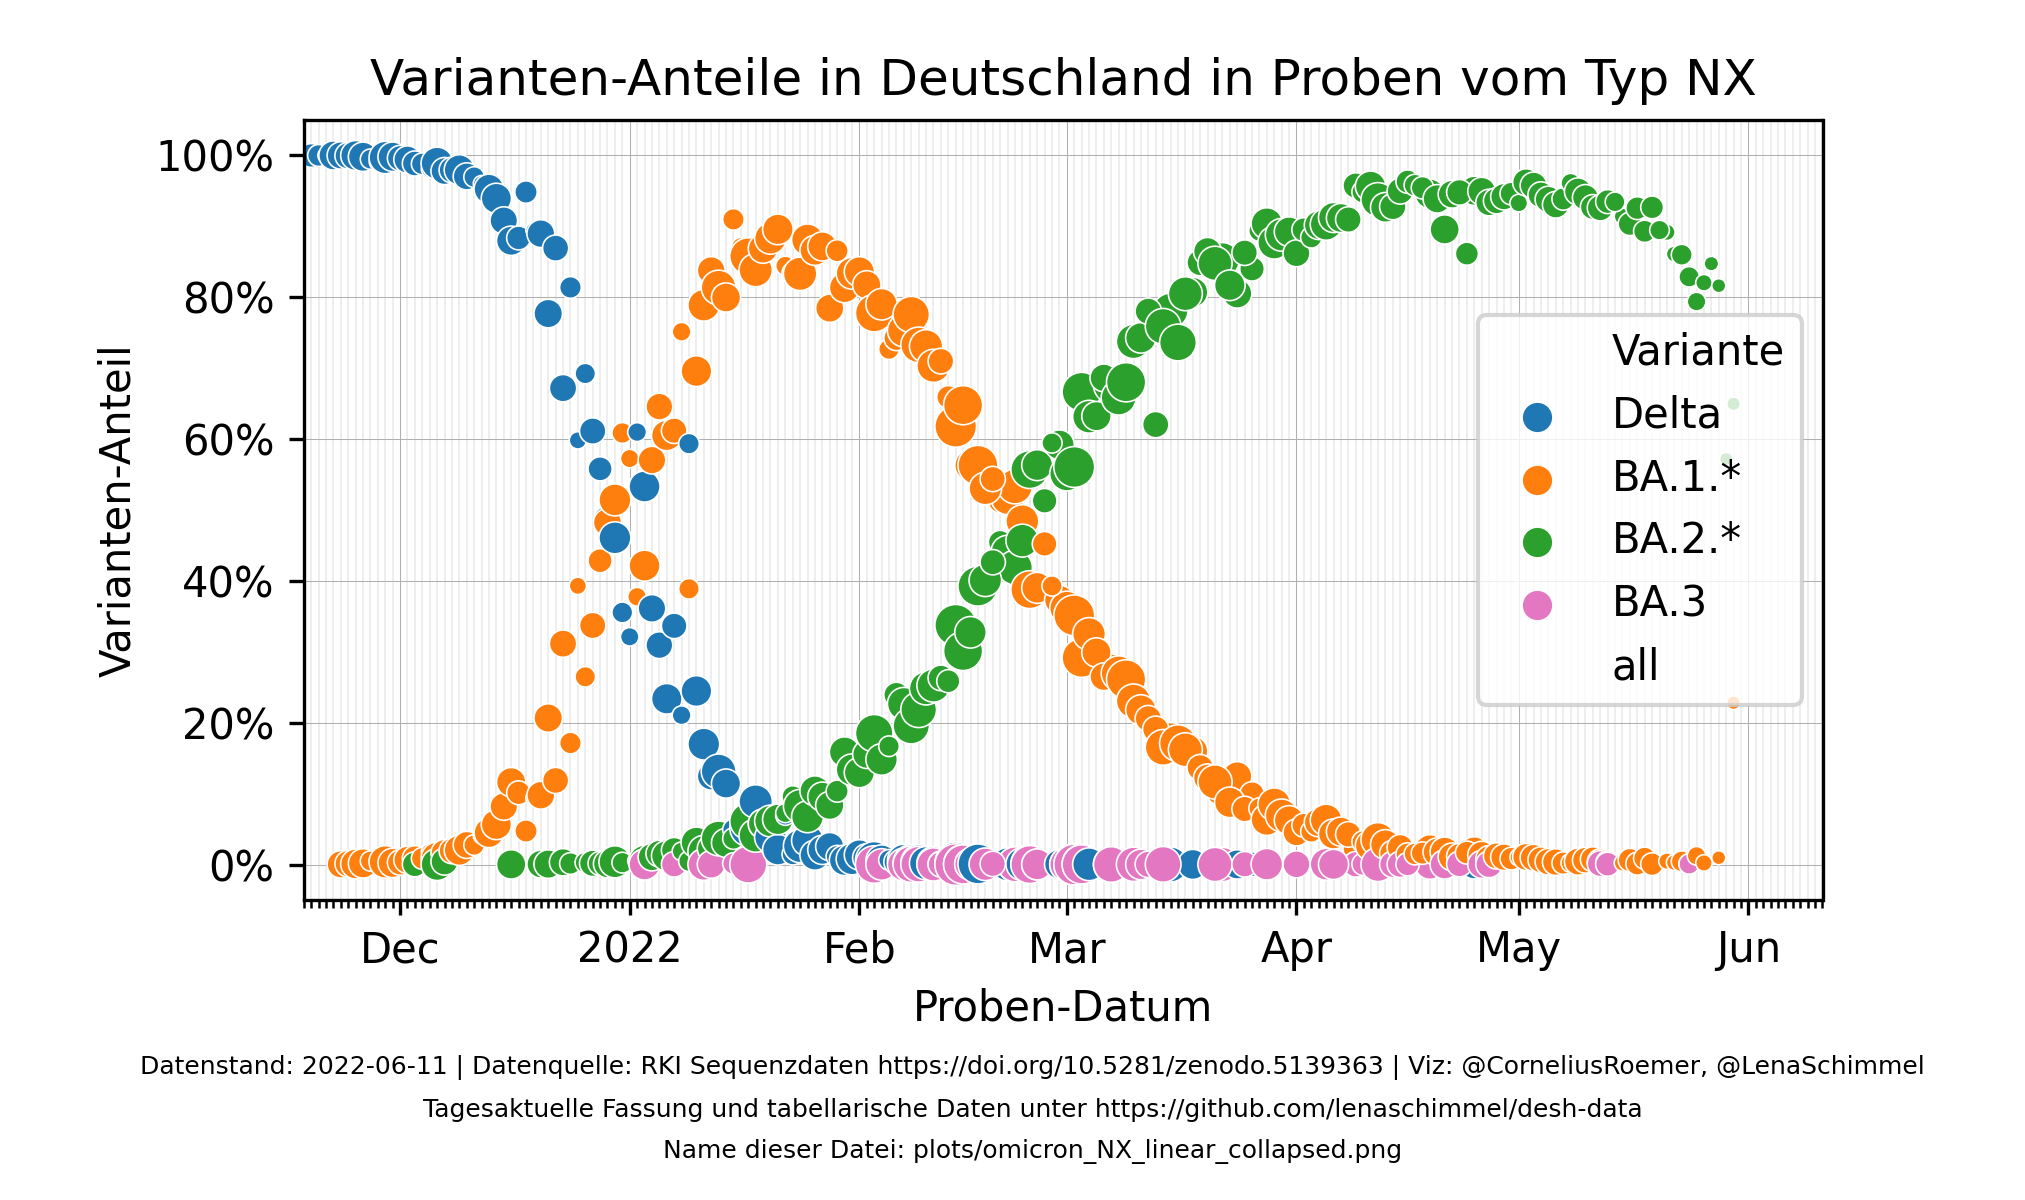 Varianten-Anteile in Deutschland in Proben vom Typ NX
Varianten-Anteil
100%
80%
60%
40%
20%
0%
Variante
Delta
BA.1.*
BA.2.*
BA.3
all
Dec 2022 Feb Mar Apr May Jun
Proben-Datum
Datenstand: 2022-06-11 | Datenquelle: RKI Sequenzdaten https://doi.org/10.5281/zenodo.5139363 | Viz: @CorneliusRoemer, @LenaSchimmel
Tagesaktuelle Fassung und tabellarische Daten unter https://github.com/lenaschimmel/desh-data
Name dieser Datei: plots/omicron_NX_linear_collapsed.png